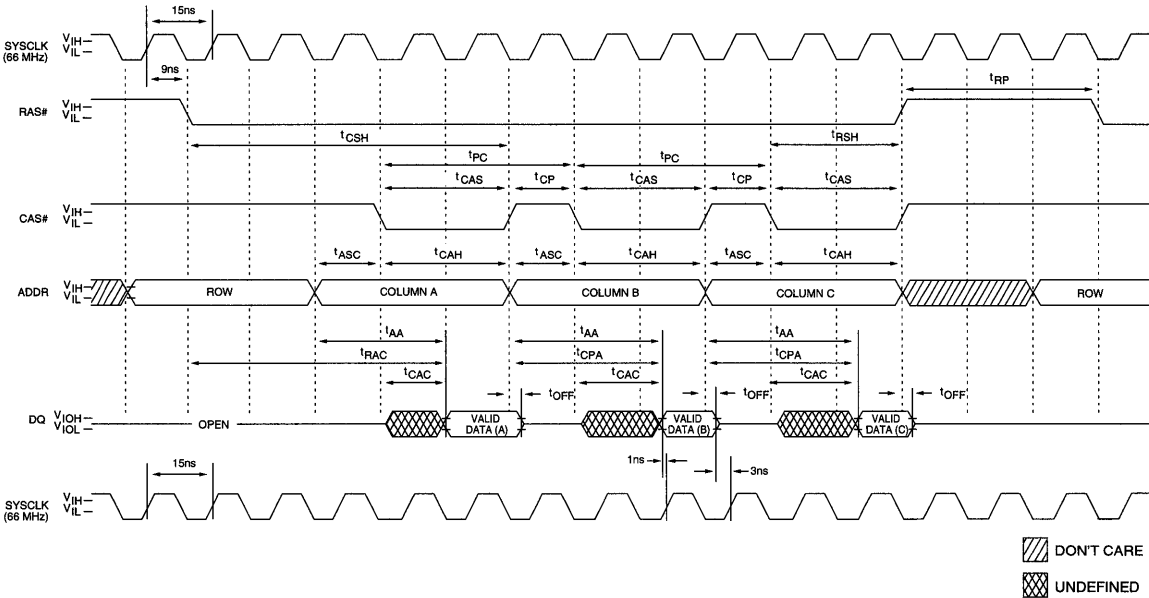 15ns
SYSCLK
(66 MHz)
VIH
VIL
9ns
tRP
RAS#
VIH
VIL
tCSH
tRSH
tPC
tPC
tCAS
tCP
tCAS
tCP
tCAS
CAS#
VIH
VIL
tASC
tCAH
tASC
tCAH
tASC
tCAH
ADDR
VIH
VIL
ROW
COLUMN A
COLUMN B
COLUMN C
ROW
tAA
tAA
tAA
tRAC
tCPA
tCPA
tCAC
tCAC
tCAC
tOFF
tOFF
tOFF
DQ
VIOH
VIOL
OPEN
VALID
DATA (A)
VALID
DATA (B)
VALID
DATA (C)
15ns
1ns
3ns
SYSCLK
(66 MHz)
VIH
VIL
DON'T CARE
UNDEFINED